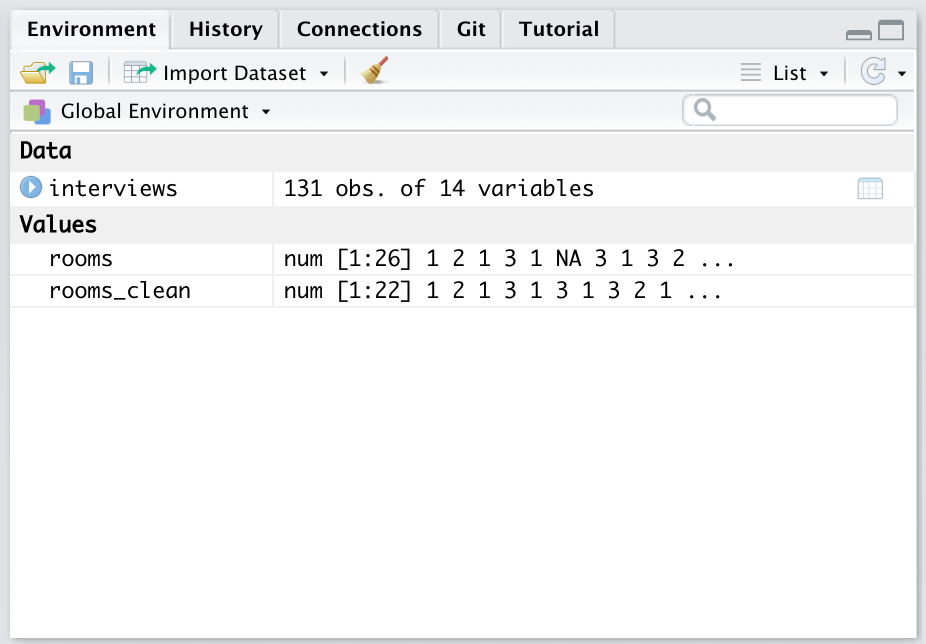 Environment History Connections Git Tutorial
Import Dataset List
Global Environment
Data
interviews 131 obs. of 14 variables
Values
rooms num [1:26] 1 2 1 3 1 NA 3 1 3 2 ...
rooms_clean num [1:22] 1 2 1 3 1 3 1 3 2 1 ...